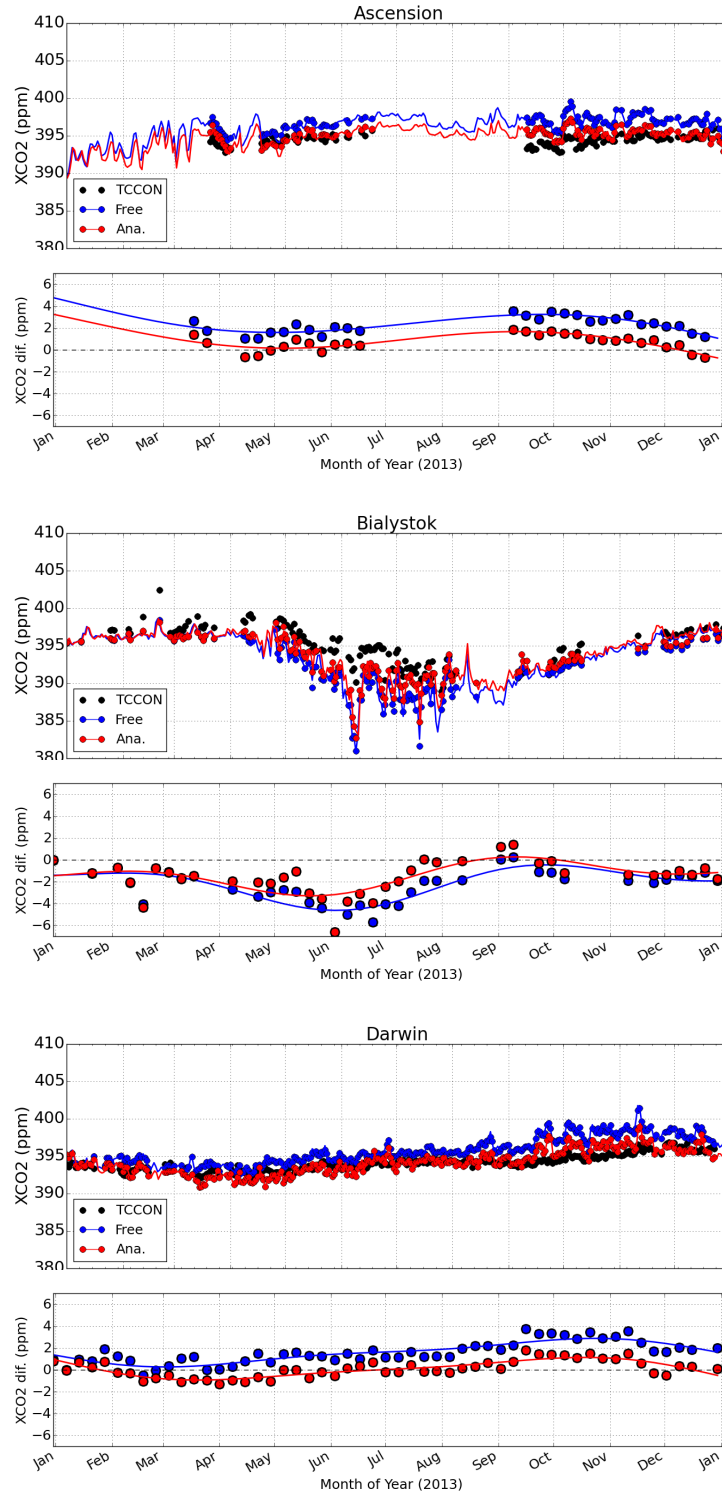 Ascension
410
405
400
395
390
385
380
XCO2 (ppm)
TCCON
Free
Ana.
6
4
2
0
−2
−4
−6
XCO2 dif. (ppm)
Jan Feb Mar Apr May Jun Jul Aug Sep Oct Nov Dec Jan
Month of Year (2013)
Bialystok
410
405
400
395
390
385
380
XCO2 (ppm)
TCCON
Free
Ana.
6
4
2
0
−2
−4
−6
XCO2 dif. (ppm)
Jan Feb Mar Apr May Jun Jul Aug Sep Oct Nov Dec Jan
Month of Year (2013)
Darwin
410
405
400
395
390
385
380
XCO2 (ppm)
TCCON
Free
Ana.
6
4
2
0
−2
−4
−6
XCO2 dif. (ppm)
Jan Feb Mar Apr May Jun Jul Aug Sep Oct Nov Dec Jan
Month of Year (2013)